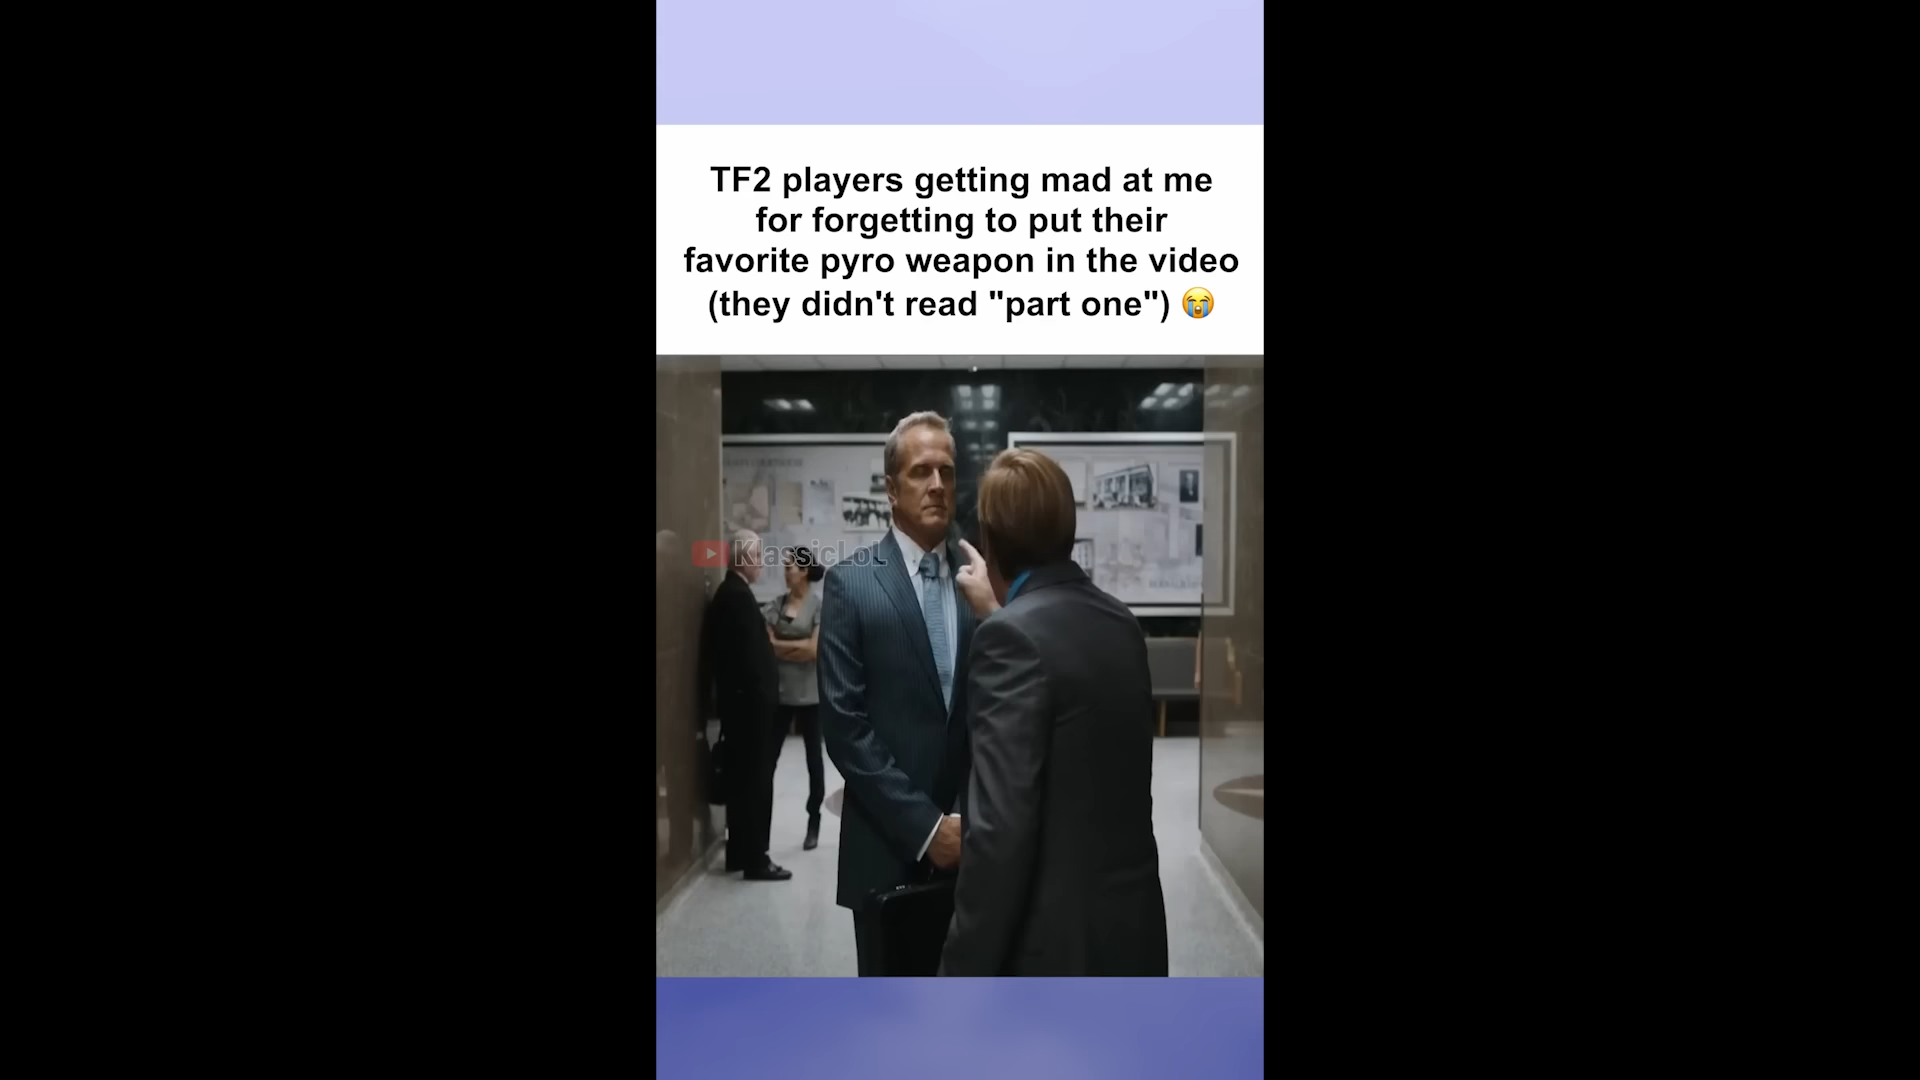 TF2 players getting mad at me
for forgetting to put their
favorite pyro weapon in the video
(they didn't read "part one") 😭
KlassicLoL